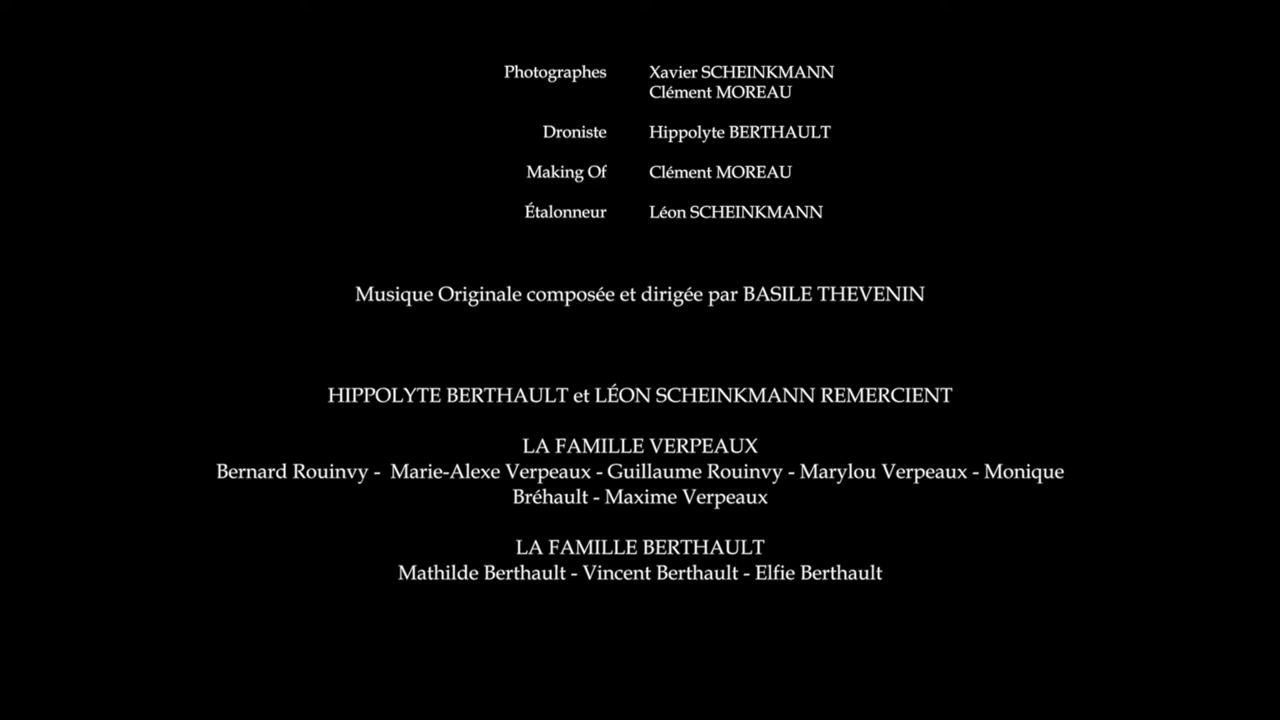 Photographes Xavier SCHEINKMANN
Clément MOREAU
Droniste Hippolyte BERTHAULT
Making Of Clément MOREAU
Étalonneur Léon SCHEINKMANN
Musique Originale composée et dirigée par BASILE THEVENIN
HIPPOLYTE BERTHAULT et LÉON SCHEINKMANN REMERCIENT
LA FAMILLE VERPEAUX
Bernard Rouinvy - Marie-Alexe Verpeaux - Guillaume Rouinvy - Marylou Verpeaux - Monique
Bréhault - Maxime Verpeaux
LA FAMILLE BERTHAULT
Mathilde Berthault - Vincent Berthault - Elfie Berthault